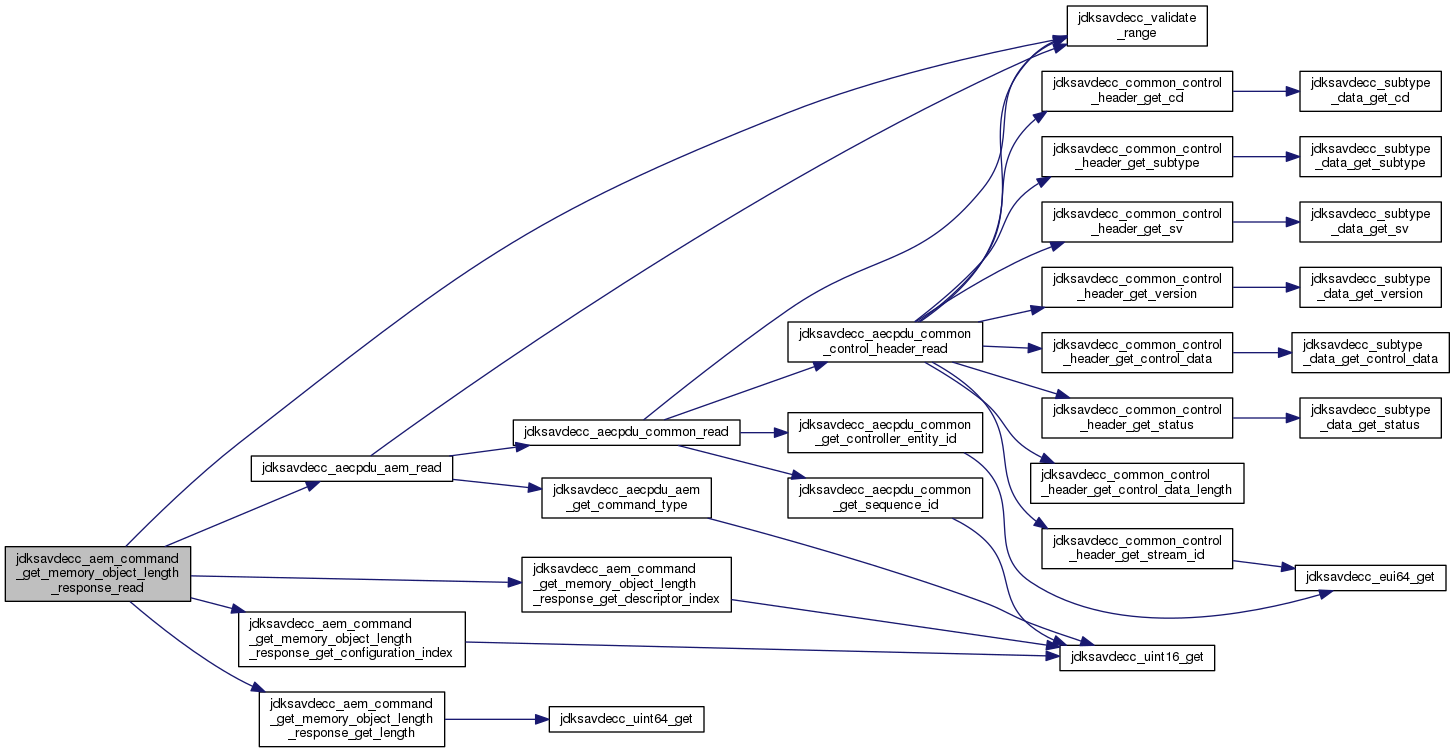 jdksavdecc_validate
_range
jdksavdecc_common_control
_header_get_cd
jdksavdecc_subtype
_data_get_cd
jdksavdecc_common_control
_header_get_subtype
jdksavdecc_subtype
_data_get_subtype
jdksavdecc_common_control
_header_get_sv
jdksavdecc_subtype
_data_get_sv
jdksavdecc_common_control
_header_get_version
jdksavdecc_subtype
_data_get_version
jdksavdecc_aecpdu_common
_control_header_read
jdksavdecc_common_control
_header_get_control_data
jdksavdecc_subtype
_data_get_control_data
jdksavdecc_common_control
_header_get_status
jdksavdecc_subtype
_data_get_status
jdksavdecc_aecpdu_common_read
jdksavdecc_aecpdu_common
_get_controller_entity_id
jdksavdecc_aecpdu_aem_read
jdksavdecc_common_control
_header_get_control_data_length
jdksavdecc_aecpdu_aem
_get_command_type
jdksavdecc_aecpdu_common
_get_sequence_id
jdksavdecc_common_control
_header_get_stream_id
jdksavdecc_aem_command
_get_memory_object_length
_response_read
jdksavdecc_aem_command
_get_memory_object_length
_response_get_descriptor_index
jdksavdecc_eui64_get
jdksavdecc_aem_command
_get_memory_object_length
_response_get_configuration_index
jdksavdecc_uint16_get
jdksavdecc_aem_command
_get_memory_object_length
_response_get_length
jdksavdecc_uint64_get